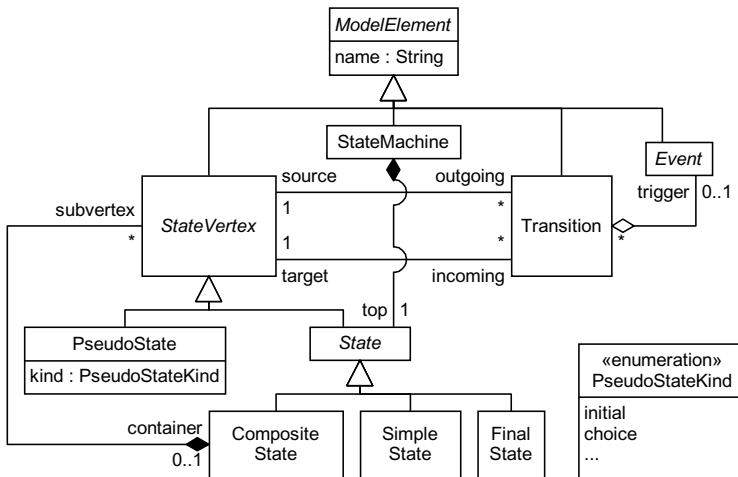 ModelElement
name : String
StateMachine
Event
source
outgoing
trigger
0..1
subvertex
*
StateVertex
1
*
Transition
1
*
*
target
incoming
top
1
PseudoState
kind : PseudoStateKind
State
«enumeration»
PseudoStateKind
initial
choice
...
container
0..1
Composite
State
Simple
State
Final
State